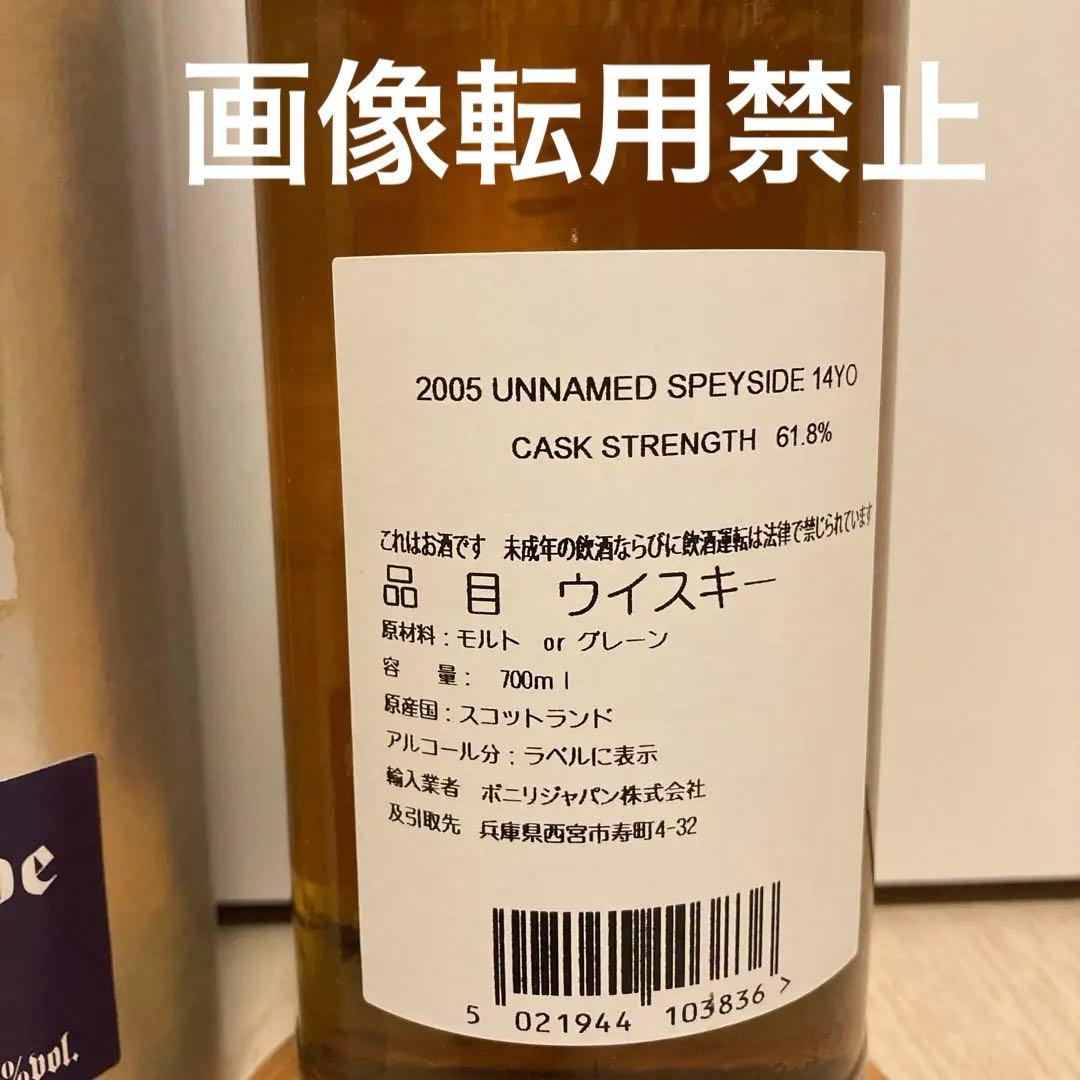 画像転用禁止
2005 UNNAMED SPEYSIDE 14YO
CASK STRENGTH 61.8%
これはお酒です 未成年の飲酒ならびに飲酒運転は法律で禁じられています
品 目 ウイスキー
原材料：モルト or グレーン
容 量： 700ml
原産国：スコットランド
アルコール分：ラベルに表示
輸入業者 ボニリジャパン株式会社
及引取先 兵庫県西宮市寿町4-32
5 021944 103836 >
%vol.